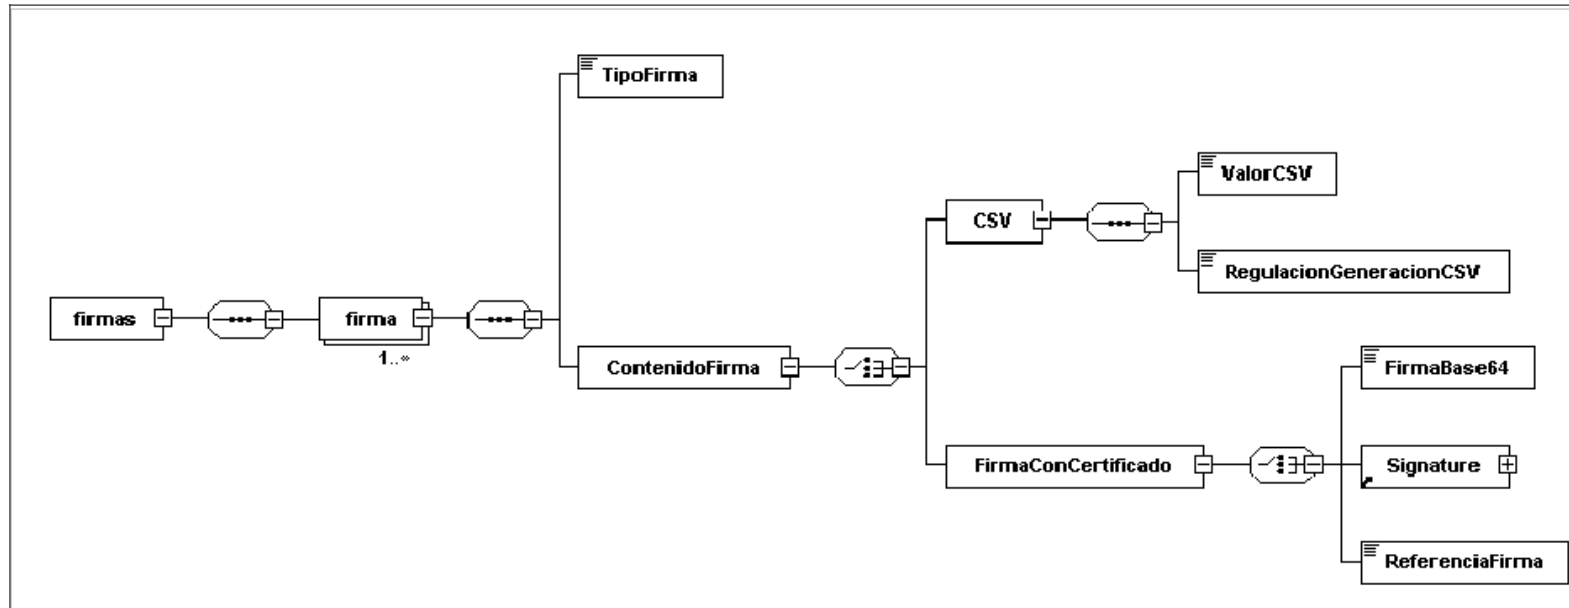 TipoFirma
ValorCSV
CSV
RegulacionGeneracionCSV
firmas
firma
1..∞
ContenidoFirma
FirmaBase64
FirmaConCertificado
Signature
ReferenciaFirma